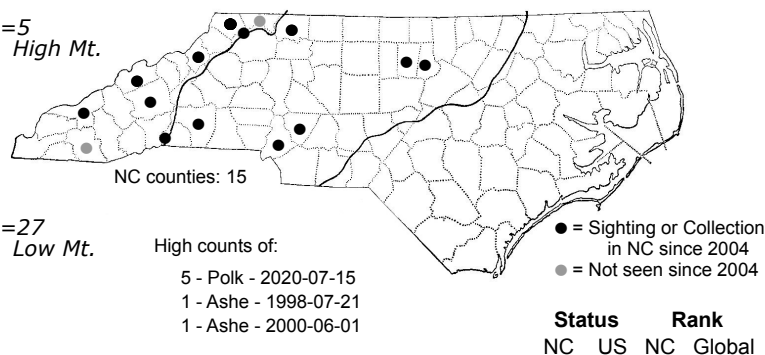 =5
High Mt.
NC counties: 15
=27
Low Mt.
High counts of:
5 - Polk - 2020-07-15
1 - Ashe - 1998-07-21
1 - Ashe - 2000-06-01
● = Sighting or Collection
in NC since 2004
● = Not seen since 2004
Status Rank
NC US NC Global